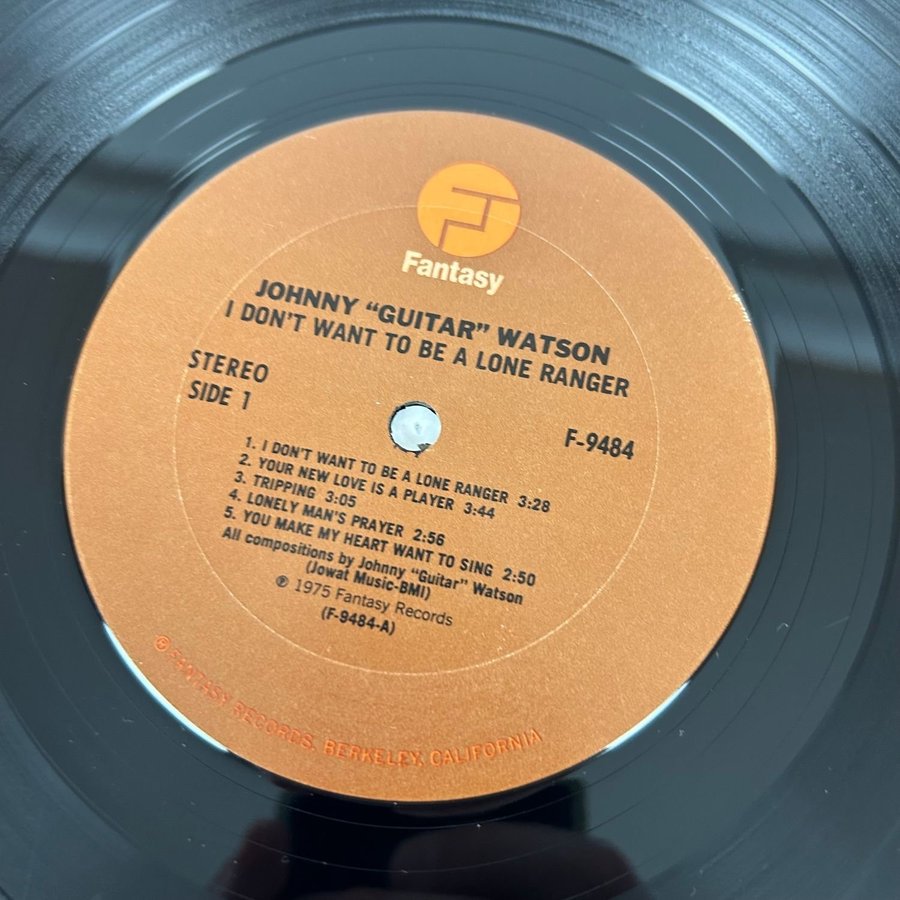 Fantasy
JOHNNY “GUITAR” WATSON
I DON'T WANT TO BE A LONE RANGER
STEREO
SIDE 1
F-9484
1. I DON'T WANT TO BE A LONE RANGER 3:28
2. YOUR NEW LOVE IS A PLAYER 3:44
3. TRIPPING 3:05
4. LONELY MAN'S PRAYER 2:56
5. YOU MAKE MY HEART WANT TO SING 2:50
All compositions by Johnny “Guitar” Watson
(Jowat Music-BMI)
℗ 1975 Fantasy Records
(F-9484-A)
® FANTASY RECORDS, BERKELEY, CALIFORNIA